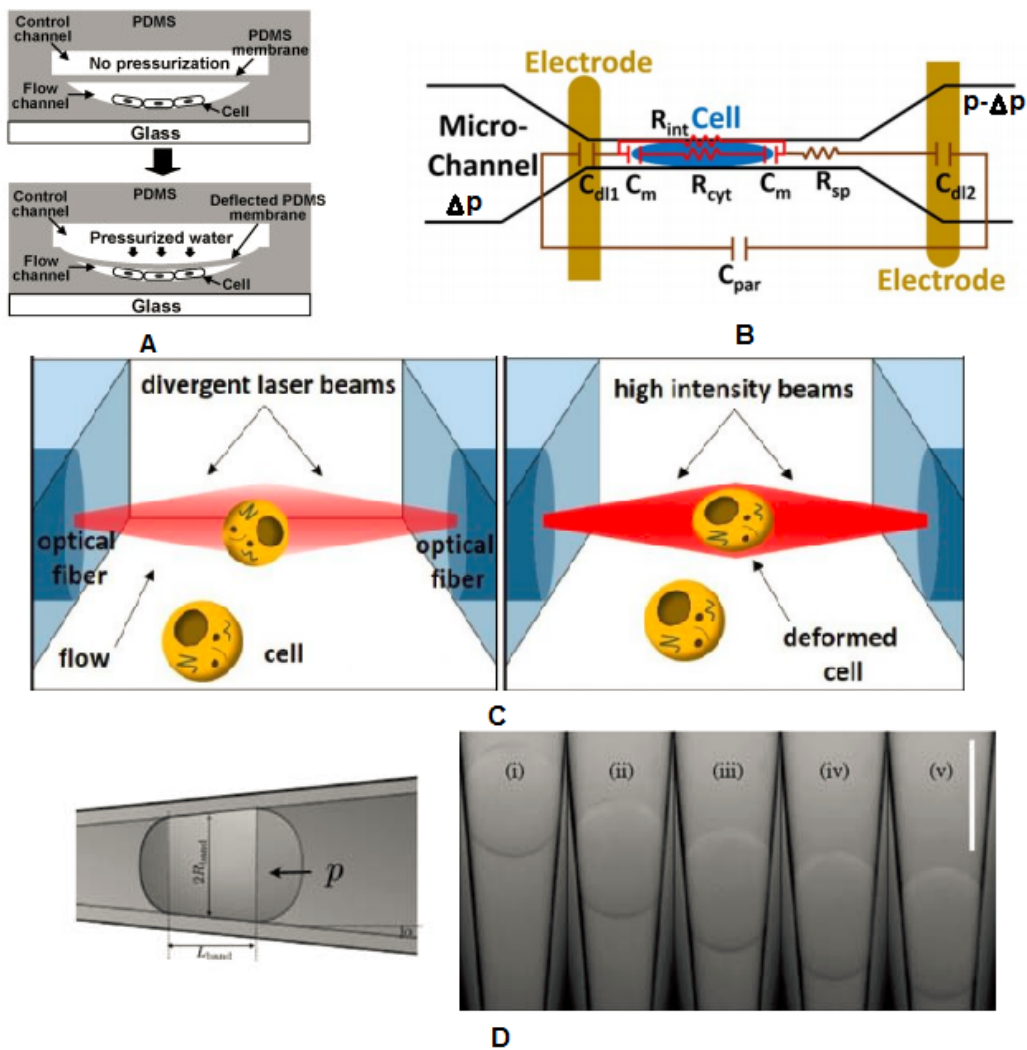 Control channel
PDMS
PDMS membrane
No pressurization
Flow channel
Cell
Glass
Control channel
PDMS
Deflected PDMS membrane
Pressurized water
Flow channel
Cell
Glass
A
Electrode
p-Δp
Micro-Channel
R_int
Cell
C_dl1
C_m
R_cyt
C_m
R_sp
C_dl2
Δp
C_par
Electrode
B
divergent laser beams
optical fiber
optical fiber
flow
cell
high intensity beams
deformed cell
C
2R_band
p
L_band
(i)
(ii)
(iii)
(iv)
(v)
D